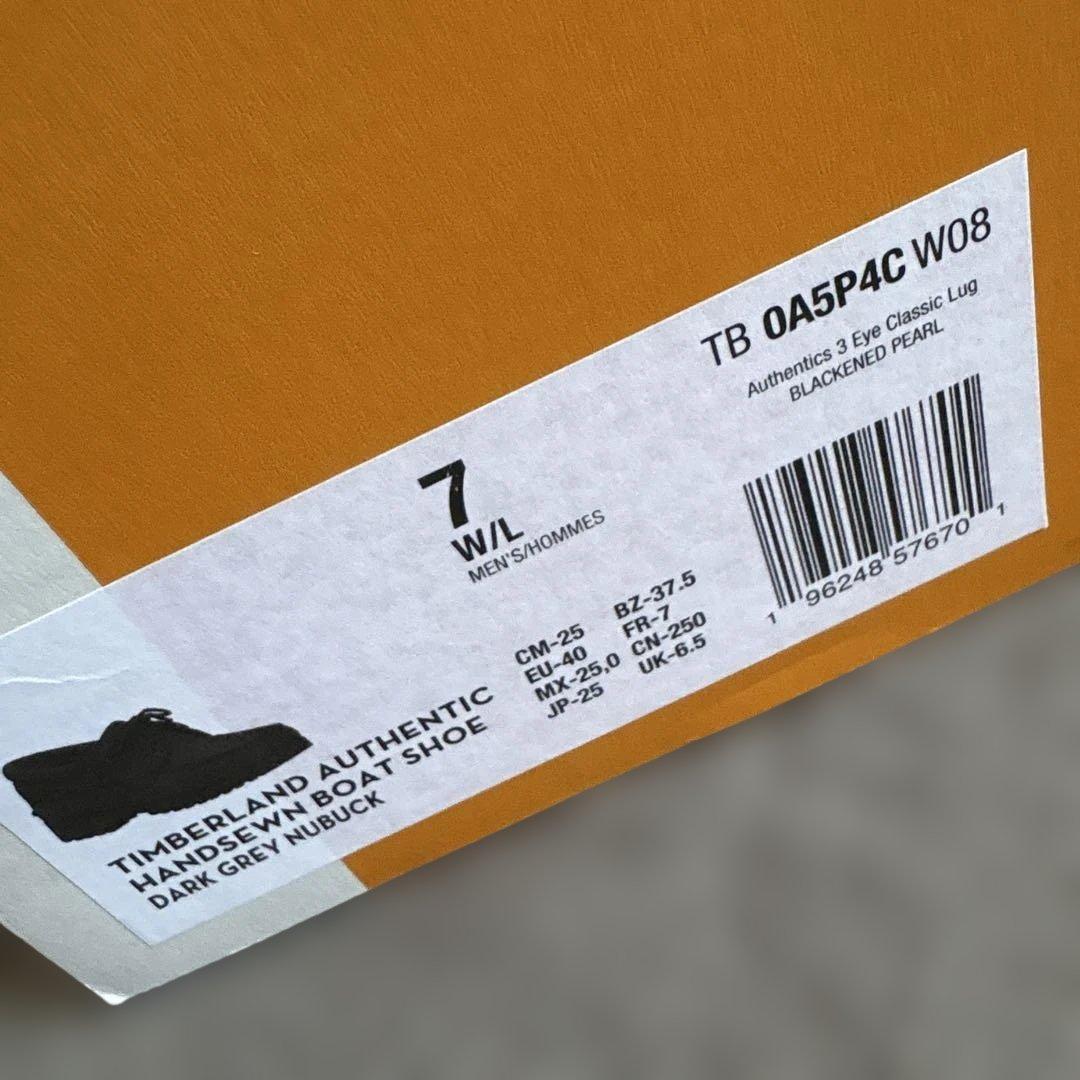 TB 0A5P4C W08
Authentics 3 Eye Classic Lug
BLACKENED PEARL
7
W/L
MEN'S/HOMMES
1 96248 57670 1
CM-25 BZ-37.5
EU-40 FR-7
MX-25,0 CN-250
JP-25 UK-6.5
TIMBERLAND AUTHENTIC
HANDSEWN BOAT SHOE
DARK GREY NUBUCK